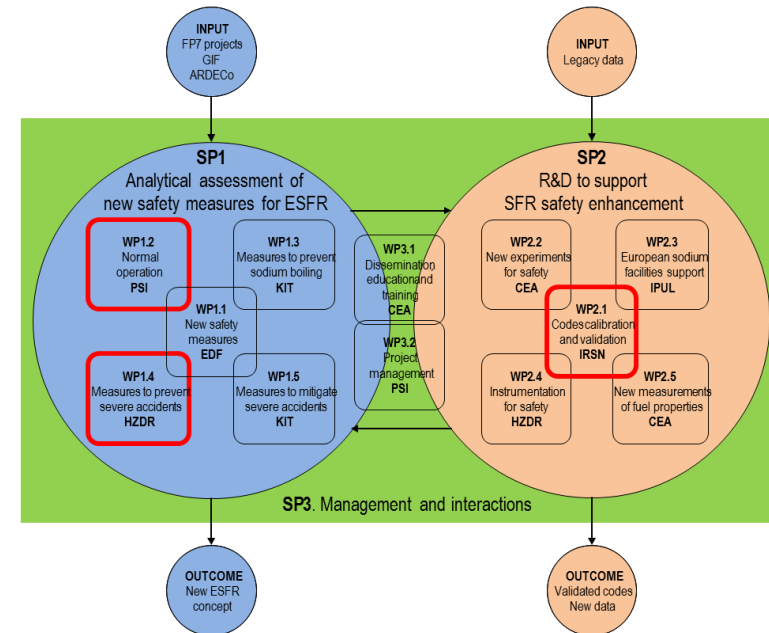 INPUT
FP7 projects
GIF
ARDECo
INPUT
Legacy data
SP1
Analytical assessment of
new safety measures for ESFR
SP2
R&D to support
SFR safety enhancement
WP1.2
Normal
operation
PSI
WP1.3
Measures to prevent
sodium boiling
KIT
WP1.1
New safety
measures
EDF
WP1.4
Measures to prevent
severe accidents
HZDR
WP1.5
Measures to mitigate
severe accidents
KIT
WP3.1
Dissemination,
education and
training
CEA
WP3.2
Project
management
PSI
WP2.2
New experiments
for safety
CEA
WP2.3
European sodium
facilities support
IPUL
WP2.1
Codes calibration
and validation
IRSN
WP2.4
Instrumentation
for safety
HZDR
WP2.5
New measurements
of fuel properties
CEA
SP3. Management and interactions
OUTCOME
New ESFR
concept
OUTCOME
Validated codes
New data